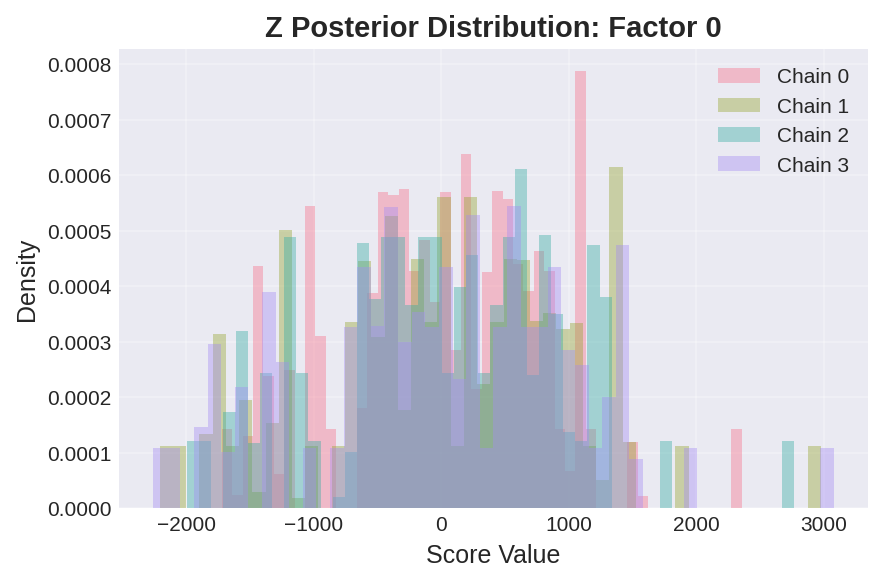 Z Posterior Distribution: Factor 0
0.0008
0.0007
0.0006
0.0005
0.0004
0.0003
0.0002
0.0001
0.0000
Density
Chain 0
Chain 1
Chain 2
Chain 3
−2000
−1000
0
1000
2000
3000
Score Value